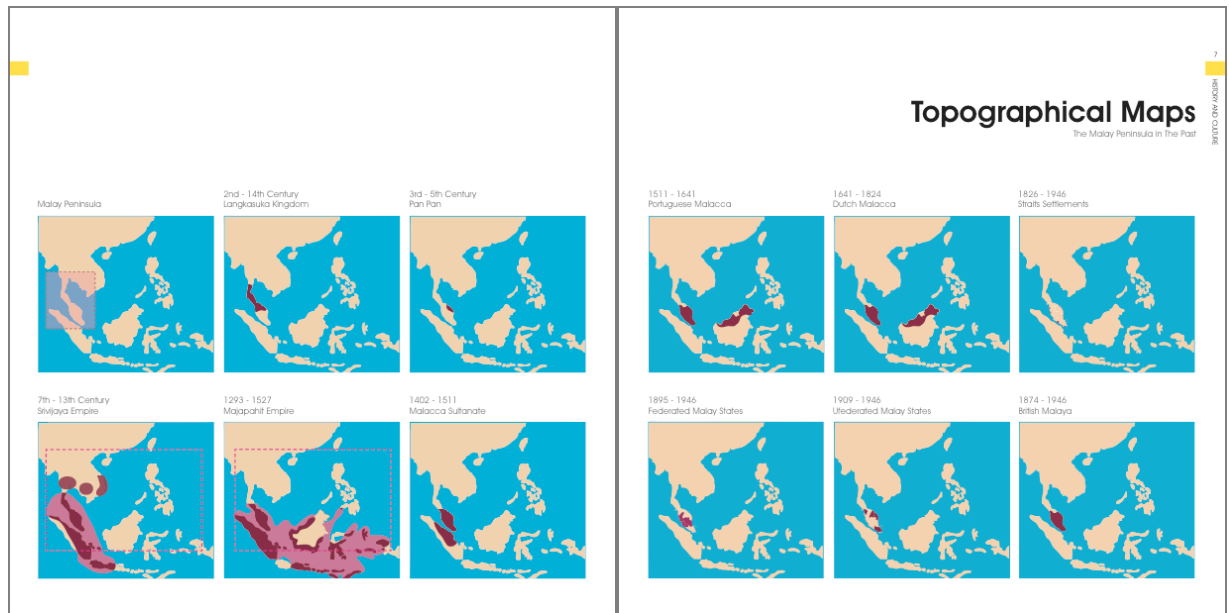 7
HISTORY AND CULTURE
Topographical Maps
The Malay Peninsula In The Past
Malay Peninsula
2nd - 14th Century
Langkasuka Kingdom
3rd - 5th Century
Pan Pan
7th - 13th Century
Srivijaya Empire
1293 - 1527
Majapahit Empire
1402 - 1511
Malacca Sultanate
1511 - 1641
Portuguese Malacca
1641 - 1824
Dutch Malacca
1826 - 1946
Straits Settlements
1895 - 1946
Federated Malay States
1909 - 1946
Ufederated Malay States
1874 - 1946
British Malaya